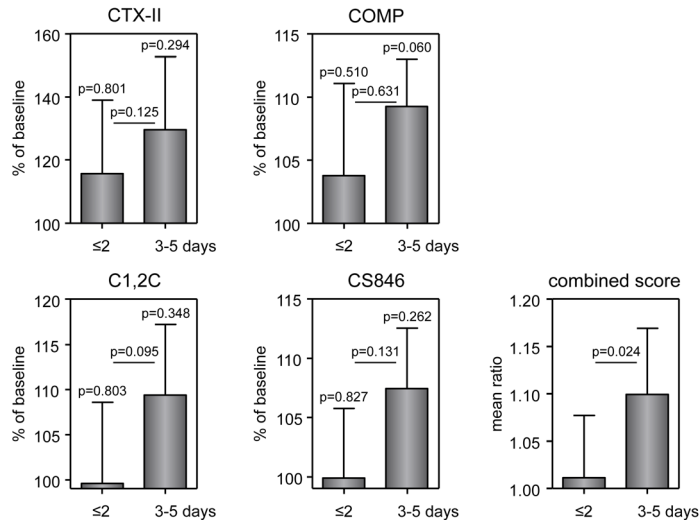 CTX-II
% of baseline
160
140
120
100
p=0.801
p=0.294
p=0.125
≤2
3-5 days
COMP
% of baseline
115
110
105
100
p=0.510
p=0.060
p=0.631
≤2
3-5 days
C1,2C
% of baseline
120
115
110
105
100
p=0.803
p=0.348
p=0.095
≤2
3-5 days
CS846
% of baseline
115
110
105
100
p=0.827
p=0.262
p=0.131
≤2
3-5 days
combined score
mean ratio
1.20
1.15
1.10
1.05
1.00
p=0.024
≤2
3-5 days